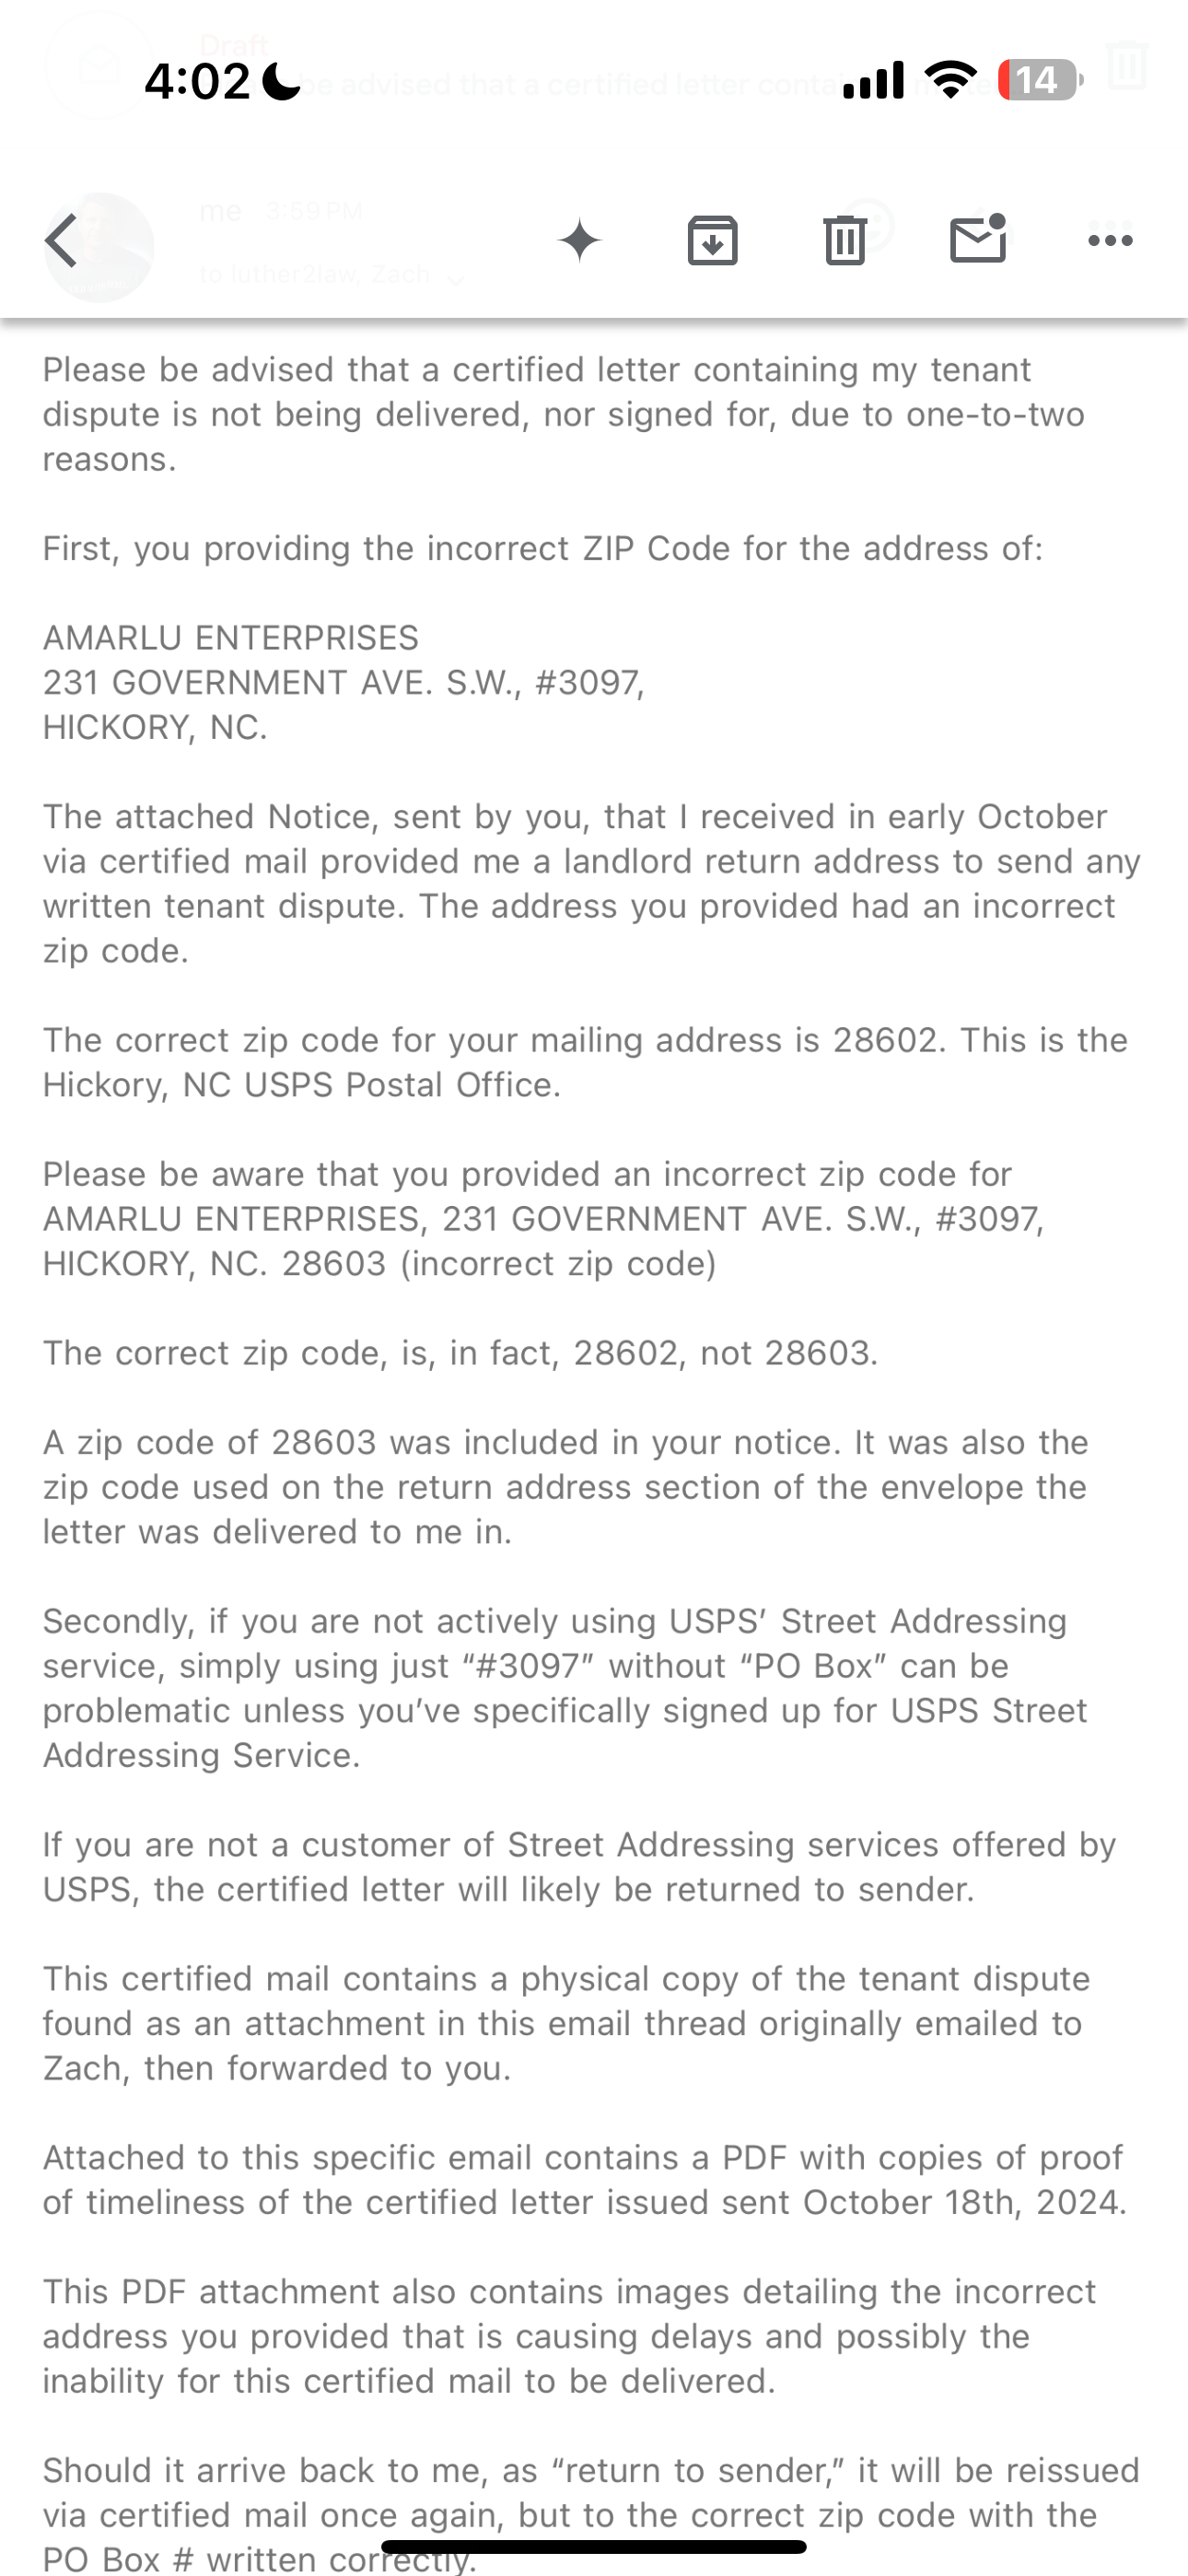 Draft
4:02
be advised that a certified letter
14
me 3:59 PM
to luther2law, Zach
Please be advised that a certified letter containing my tenant
dispute is not being delivered, nor signed for, due to one-to-two
reasons.
First, you providing the incorrect ZIP Code for the address of:
AMARLU ENTERPRISES
231 GOVERNMENT AVE. S.W., #3097,
HICKORY, NC.
The attached Notice, sent by you, that I received in early October
via certified mail provided me a landlord return address to send any
written tenant dispute. The address you provided had an incorrect
zip code.
The correct zip code for your mailing address is 28602. This is the
Hickory, NC USPS Postal Office.
Please be aware that you provided an incorrect zip code for
AMARLU ENTERPRISES, 231 GOVERNMENT AVE. S.W., #3097,
HICKORY, NC. 28603 (incorrect zip code)
The correct zip code, is, in fact, 28602, not 28603.
A zip code of 28603 was included in your notice. It was also the
zip code used on the return address section of the envelope the
letter was delivered to me in.
Secondly, if you are not actively using USPS’ Street Addressing
service, simply using just “#3097” without “PO Box” can be
problematic unless you’ve specifically signed up for USPS Street
Addressing Service.
If you are not a customer of Street Addressing services offered by
USPS, the certified letter will likely be returned to sender.
This certified mail contains a physical copy of the tenant dispute
found as an attachment in this email thread originally emailed to
Zach, then forwarded to you.
Attached to this specific email contains a PDF with copies of proof
of timeliness of the certified letter issued sent October 18th, 2024.
This PDF attachment also contains images detailing the incorrect
address you provided that is causing delays and possibly the
inability for this certified mail to be delivered.
Should it arrive back to me, as “return to sender,” it will be reissued
via certified mail once again, but to the correct zip code with the
PO Box # written correctly.